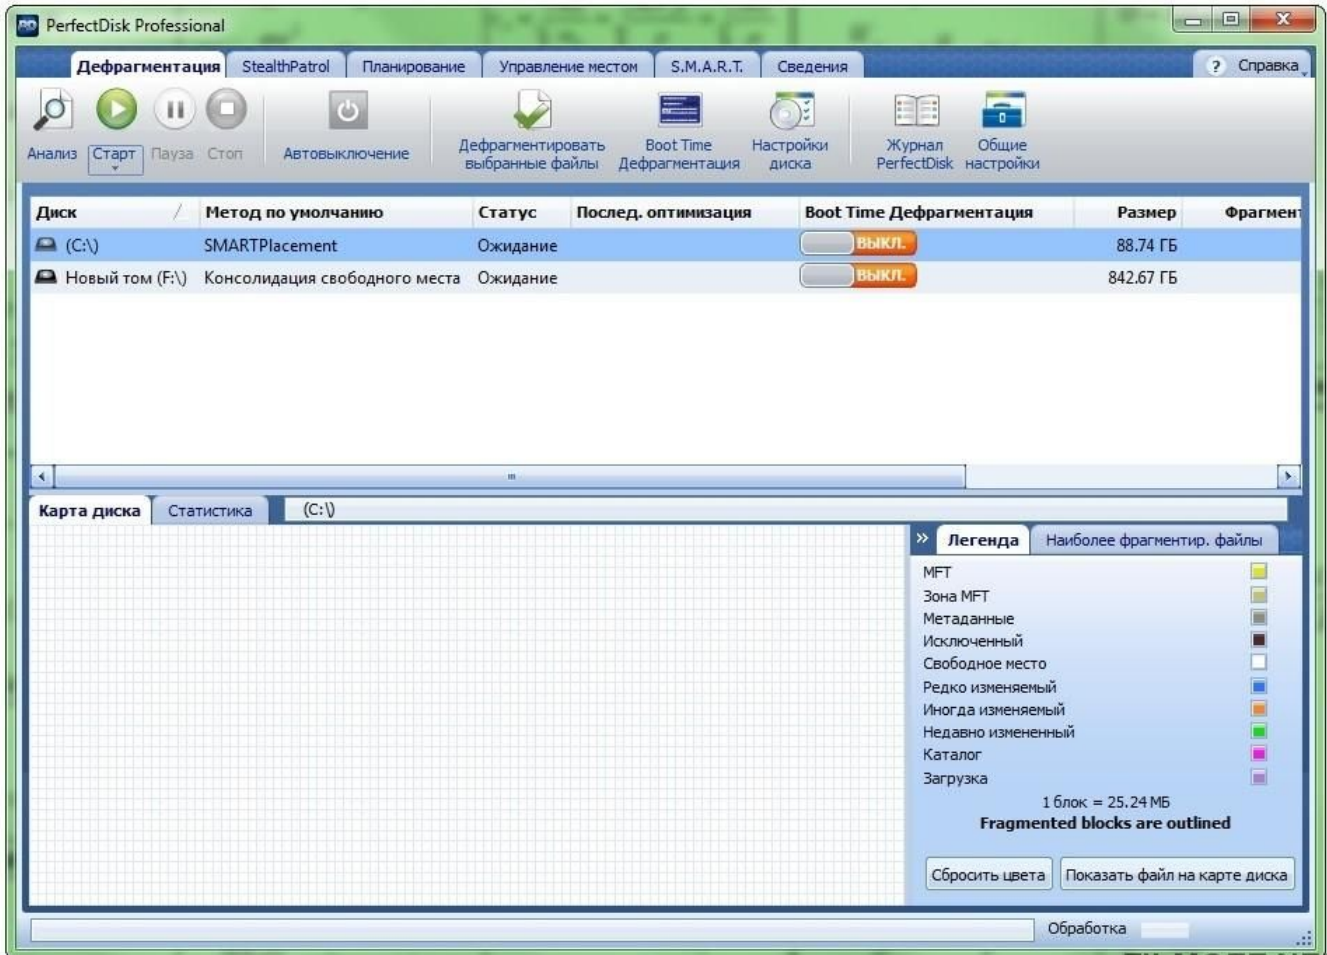 PD PerfectDisk Professional
Дефрагментация StealthPatrol Планирование Управление местом S.M.A.R.T. Сведения ? Справка
Анализ Старт Пауза Стоп Автовыключение Дефрагментировать выбранные файлы Boot Time Дефрагментация Настройки диска Журнал PerfectDisk Общие настройки
Диск Метод по умолчанию Статус Послед. оптимизация Boot Time Дефрагментация Размер Фрагмент
(C:\) SMARTPlacement Ожидание ВЫКЛ. 88.74 ГБ
Новый том (F:\) Консолидация свободного места Ожидание ВЫКЛ. 842.67 ГБ
Карта диска Статистика (C:\)
» Легенда Наиболее фрагментир. файлы
MFT
Зона MFT
Метаданные
Исключенный
Свободное место
Редко изменяемый
Иногда изменяемый
Недавно измененный
Каталог
Загрузка
1 блок = 25.24 МБ
Fragmented blocks are outlined
Сбросить цвета Показать файл на карте диска
Обработка